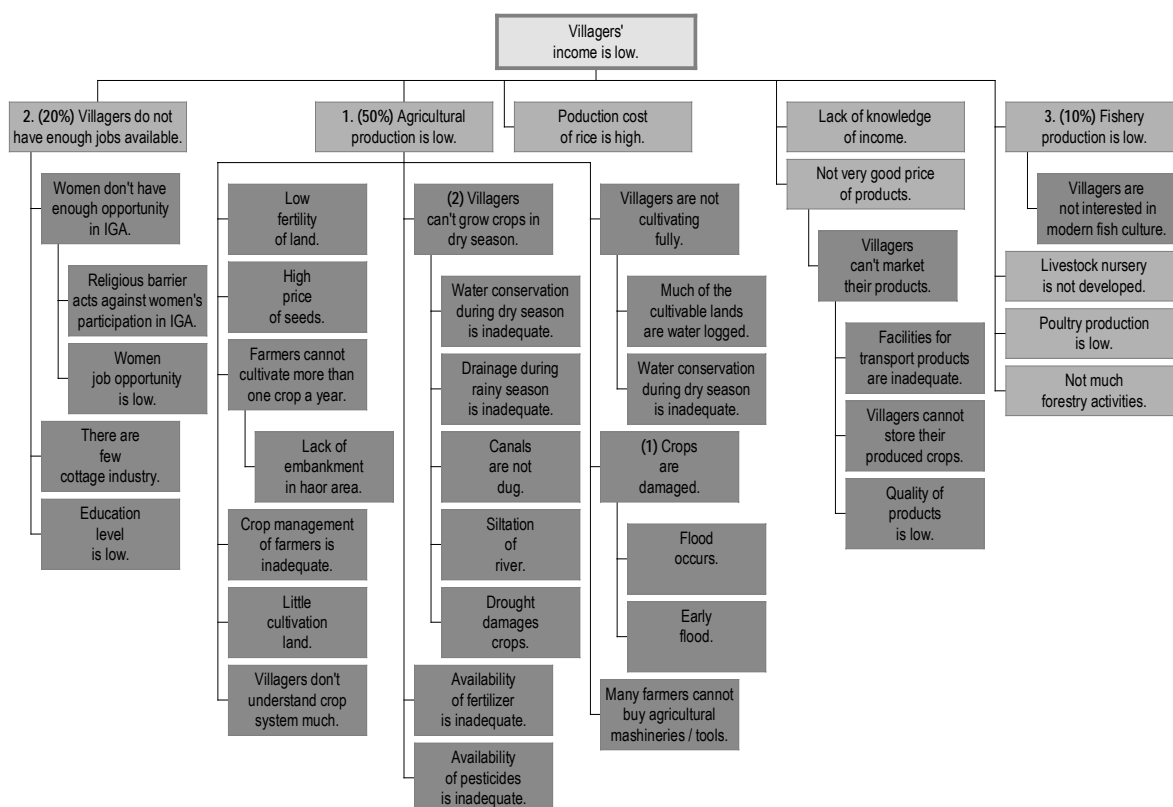 Villagers'
income is low.
2. (20%) Villagers do not
have enough jobs available.
Women don't have
enough opportunity
in IGA.
Religious barrier
acts against women's
participation in IGA.
Women
job opportunity
is low.
There are
few
cottage industry.
Education
level
is low.
1. (50%) Agricultural
production is low.
Low
fertility
of land.
High
price
of seeds.
Farmers cannot
cultivate more than
one crop a year.
Lack of
embankment
in haor area.
Crop management
of farmers is
inadequate.
Little
cultivation
land.
Villagers don't
understand crop
system much.
(2) Villagers
can't grow crops in
dry season.
Water conservation
during dry season
is inadequate.
Drainage during
rainy season
is inadequate.
Canals
are not
dug.
Siltation
of
river.
Drought
damages
crops.
Availability
of fertilizer
is inadequate.
Availability
of pesticides
is inadequate.
Villagers are not
cultivating
fully.
Much of the
cultivable lands
are water logged.
Water conservation
during dry season
is inadequate.
(1) Crops
are
damaged.
Flood
occurs.
Early
flood.
Many farmers cannot
buy agricultural
mashineries / tools.
Poduction cost
of rice is high.
Lack of knowledge
of income.
Not very good price
of products.
Villagers
can't market
their products.
Facilities for
transport products
are inadequate.
Villagers cannot
store their
produced crops.
Quality of
products
is low.
3. (10%) Fishery
production is low.
Villagers are
not interested in
modern fish culture.
Livestock nursery
is not developed.
Poultry production
is low.
Not much
forestry activities.